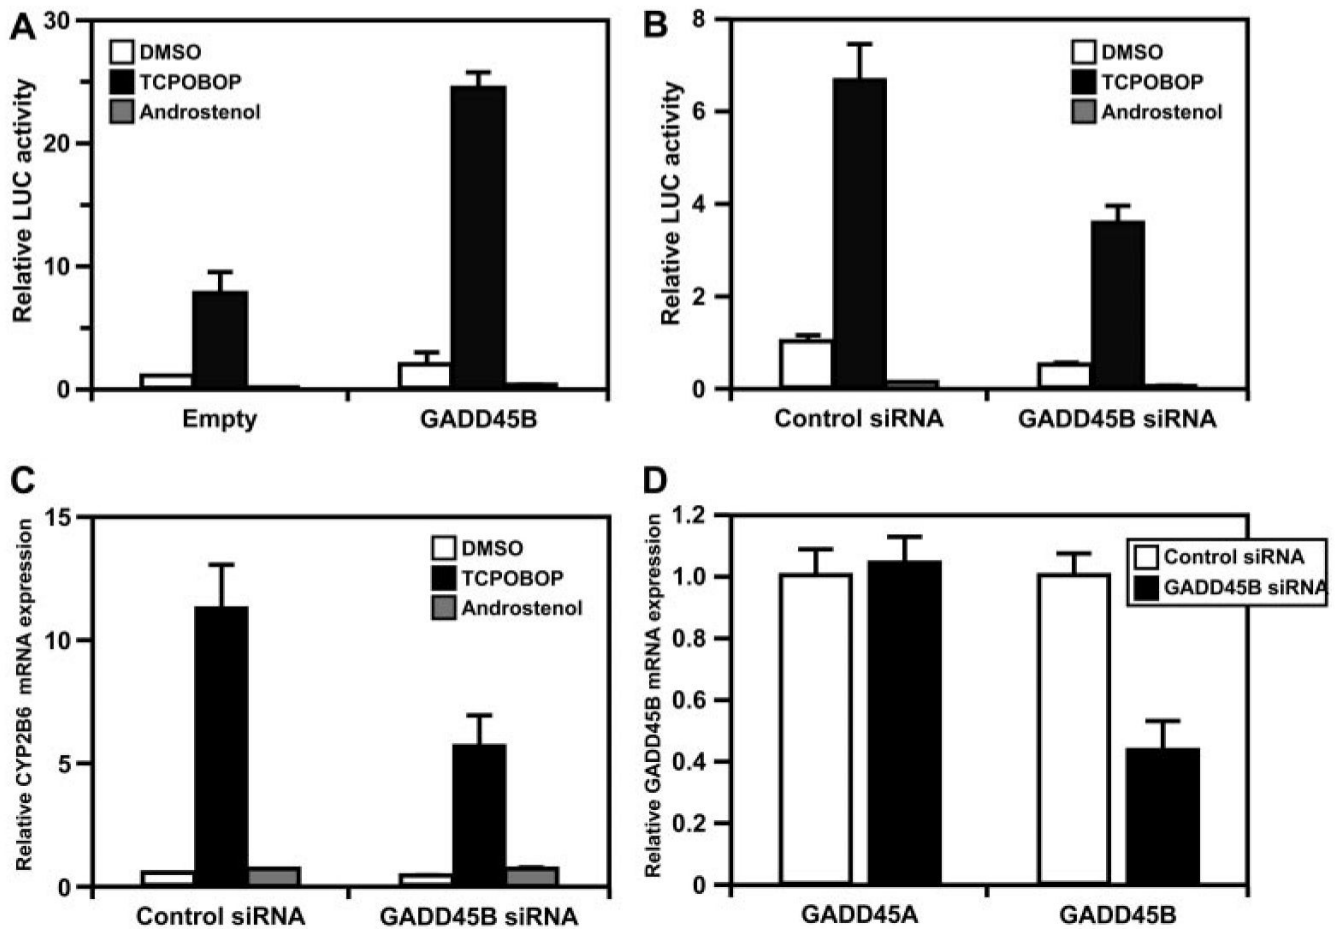 A
Relative LUC activity
30
20
10
0
DMSO
TCPOBOP
Androstenol
Empty
GADD45B
B
Relative LUC activity
8
6
4
2
0
DMSO
TCPOBOP
Androstenol
Control siRNA
GADD45B siRNA
C
Relative CYP2B6 mRNA expression
15
10
5
0
DMSO
TCPOBOP
Androstenol
Control siRNA
GADD45B siRNA
D
Relative GADD45B mRNA expression
1.2
1.0
0.8
0.6
0.4
0.2
0
Control siRNA
GADD45B siRNA
GADD45A
GADD45B